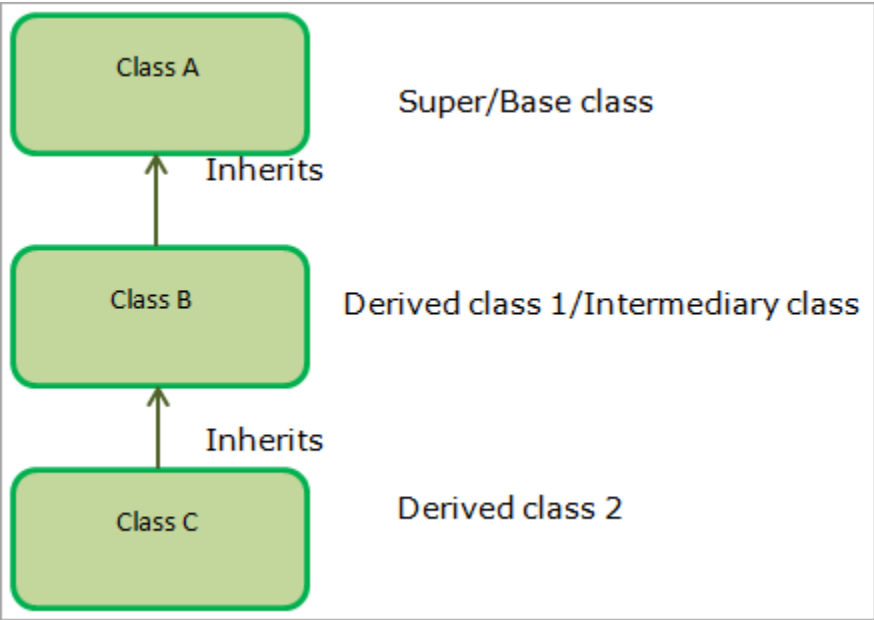 Class A
Super/Base class
Inherits
Class B
Derived class 1/Intermediary class
Inherits
Class C
Derived class 2